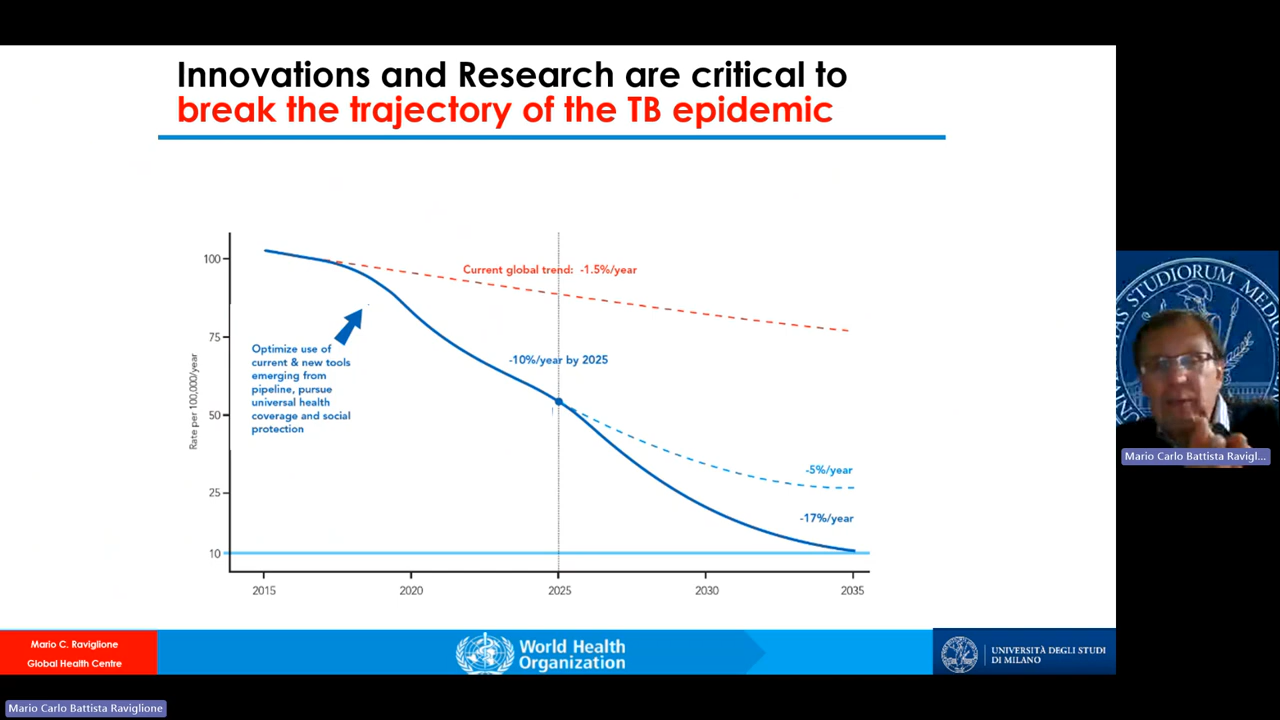 Innovations and Research are critical to
break the trajectory of the TB epidemic
100
75
50
25
10
Rate per 100,000/year
Current global trend: -1.5%/year
-10%/year by 2025
Optimize use of
current & new tools
emerging from
pipeline, pursue
universal health
coverage and social
protection
-5%/year
-17%/year
2015
2020
2025
2030
2035
Mario C. Raviglione
Global Health Centre
World Health
Organization
UNIVERSITÀ DEGLI STUDI
DI MILANO
STUDIORUM
Mario Carlo Battista Ravigl...
Mario Carlo Battista Raviglione